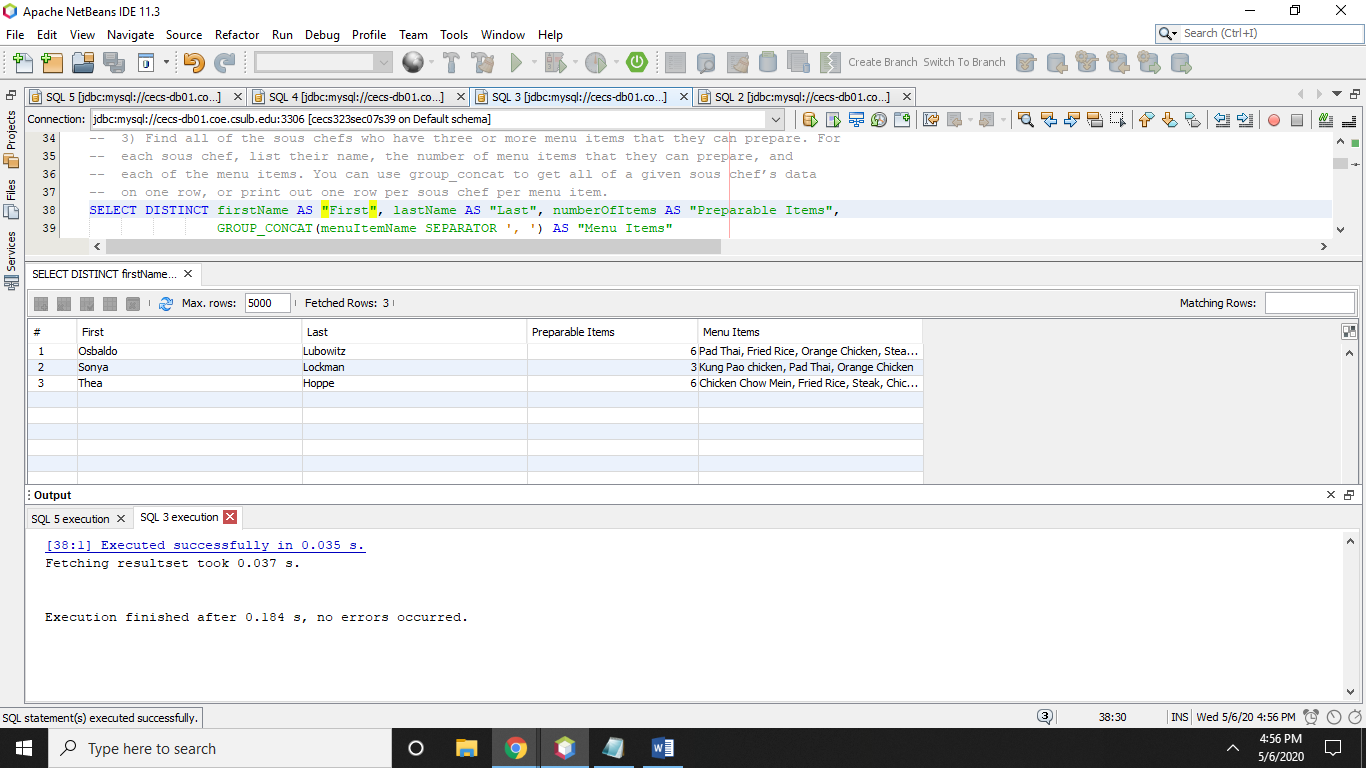 Apache NetBeans IDE 11.3
File Edit View Navigate Source Refactor Run Debug Profile Team Tools Window Help
Search (Ctrl+I)
Create Branch Switch To Branch
SQL 5 [jdbc:mysql://cecs-db01.co...] SQL 4 [jdbc:mysql://cecs-db01.co...] SQL 3 [jdbc:mysql://cecs-db01.co...] SQL 2 [jdbc:mysql://cecs-db01.co...]
Projects
Files
Services
Connection: jdbc:mysql://cecs-db01.coe.csulb.edu:3306 [cecs323sec07s39 on Default schema]
34 -- 3) Find all of the sous chefs who have three or more menu items that they can prepare. For
35 -- each sous chef, list their name, the number of menu items that they can prepare, and
36 -- each of the menu items. You can use group_concat to get all of a given sous chef’s data
37 -- on one row, or print out one row per sous chef per menu item.
38 SELECT DISTINCT firstName AS "First", lastName AS "Last", numberOfItems AS "Preparable Items",
39 GROUP_CONCAT(menuItemName SEPARATOR ', ') AS "Menu Items"
SELECT DISTINCT firstName...
Max. rows: 5000 Fetched Rows: 3 Matching Rows:
# First Last Preparable Items Menu Items
1 Osbaldo Lubowitz 6 Pad Thai, Fried Rice, Orange Chicken, Stea...
2 Sonya Lockman 3 Kung Pao chicken, Pad Thai, Orange Chicken
3 Thea Hoppe 6 Chicken Chow Mein, Fried Rice, Steak, Chic...
Output
SQL 5 execution SQL 3 execution
[38:1] Executed successfully in 0.035 s.
Fetching resultset took 0.037 s.
Execution finished after 0.184 s, no errors occurred.
SQL statement(s) executed successfully. 3 38:30 INS Wed 5/6/20 4:56 PM
Type here to search
4:56 PM
5/6/2020